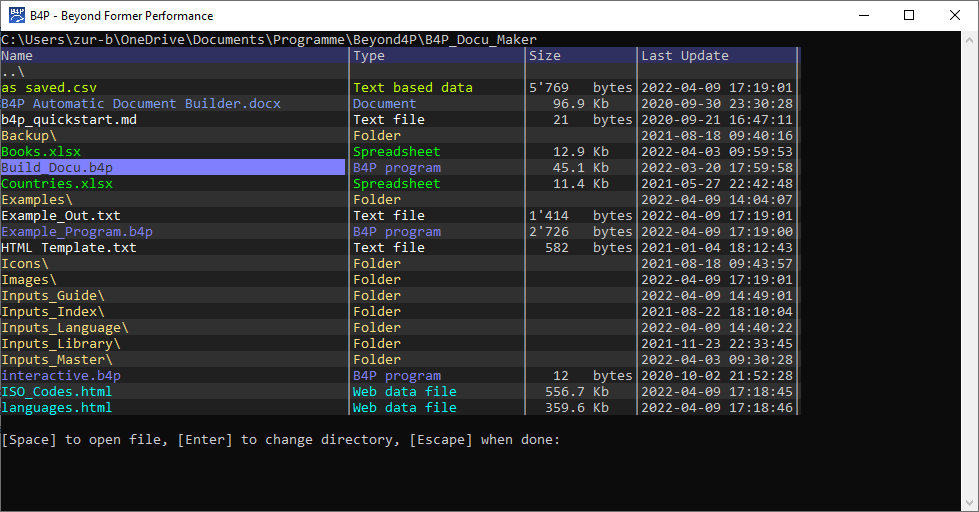 B4P - Beyond Former Performance
C:\Users\zur-b\OneDrive\Documents\Programme\Beyond4P\B4P_Docu_Maker
Name Type Size Last Update
..\
as saved.csv Text based data 5'769 bytes 2022-04-09 17:19:01
B4P Automatic Document Builder.docx Document 96.9 Kb 2020-09-30 23:30:28
b4p_quickstart.md Text file 21 bytes 2020-09-21 16:47:11
Backup\ Folder 2021-08-18 09:40:16
Books.xlsx Spreadsheet 12.9 Kb 2022-04-03 09:59:53
Build_Docu.b4p B4P program 45.1 Kb 2022-03-20 17:59:58
Countries.xlsx Spreadsheet 11.4 Kb 2021-05-27 22:42:48
Examples\ Folder 2022-04-09 14:04:07
Example_Out.txt Text file 1'414 bytes 2022-04-09 17:19:01
Example_Program.b4p B4P program 2'726 bytes 2022-04-09 17:19:00
HTML Template.txt Text file 582 bytes 2021-01-04 18:12:43
Icons\ Folder 2021-08-18 09:43:57
Images\ Folder 2022-04-09 17:19:01
Inputs_Guide\ Folder 2022-04-09 14:49:01
Inputs_Index\ Folder 2021-08-22 18:10:04
Inputs_Language\ Folder 2022-04-09 14:40:22
Inputs_Library\ Folder 2021-11-23 22:33:45
Inputs_Master\ Folder 2022-04-03 09:30:28
interactive.b4p B4P program 12 bytes 2020-10-02 21:52:28
ISO_Codes.html Web data file 556.7 Kb 2022-04-09 17:18:45
languages.html Web data file 359.6 Kb 2022-04-09 17:18:46
[Space] to open file, [Enter] to change directory, [Escape] when done: